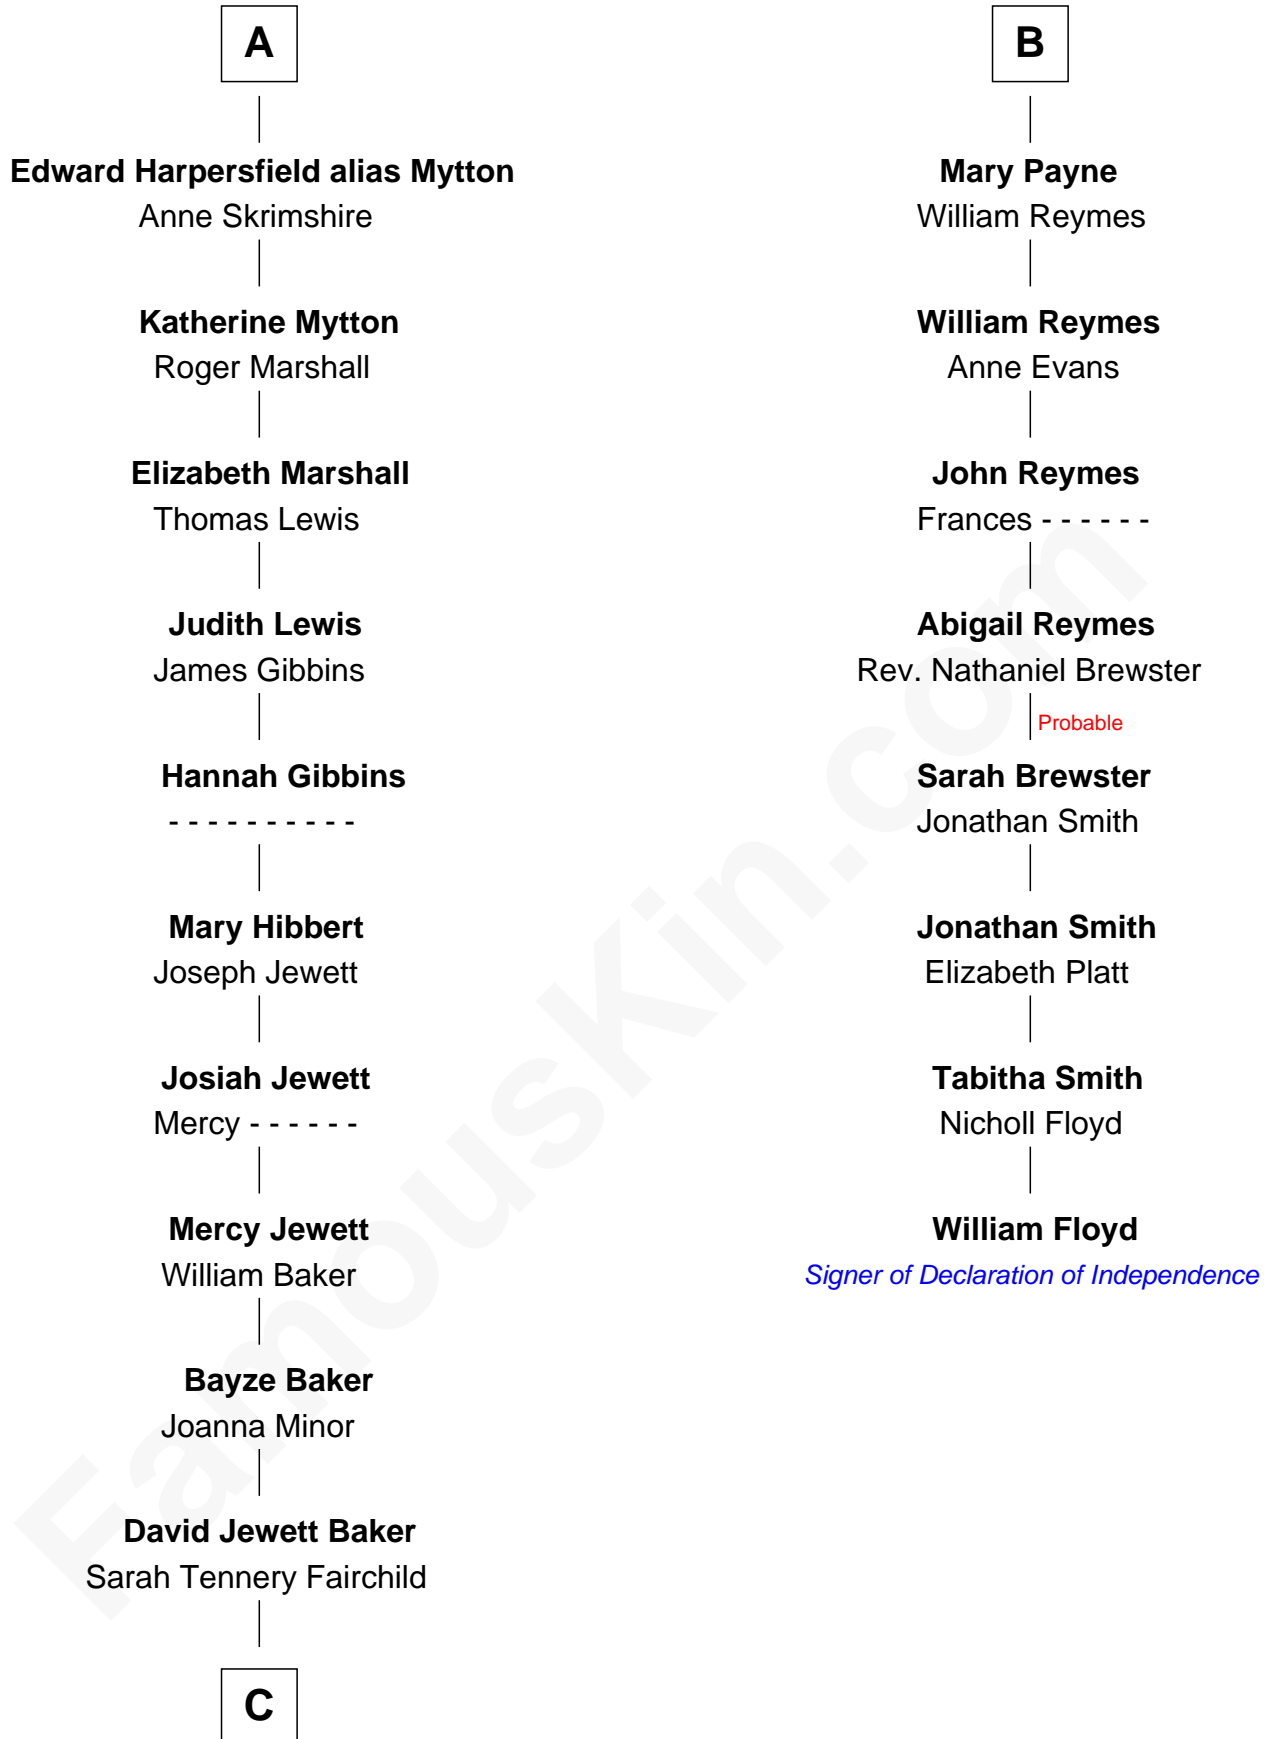 A
Edward Harpersfield alias Mytton
Anne Skrimshire
Katherine Mytton
Roger Marshall
Elizabeth Marshall
Thomas Lewis
Judith Lewis
James Gibbins
Hannah Gibbins
- - - - - - - - - -
Mary Hibbert
Joseph Jewett
Josiah Jewett
Mercy - - - - - -
Mercy Jewett
William Baker
Bayze Baker
Joanna Minor
David Jewett Baker
Sarah Tennery Fairchild
C
B
Mary Payne
William Reymes
William Reymes
Anne Evans
John Reymes
Frances - - - - - -
Abigail Reymes
Rev. Nathaniel Brewster
Probable
Sarah Brewster
Jonathan Smith
Jonathan Smith
Elizabeth Platt
Tabitha Smith
Nicholl Floyd
William Floyd
Signer of Declaration of Independence
FamousKin.com